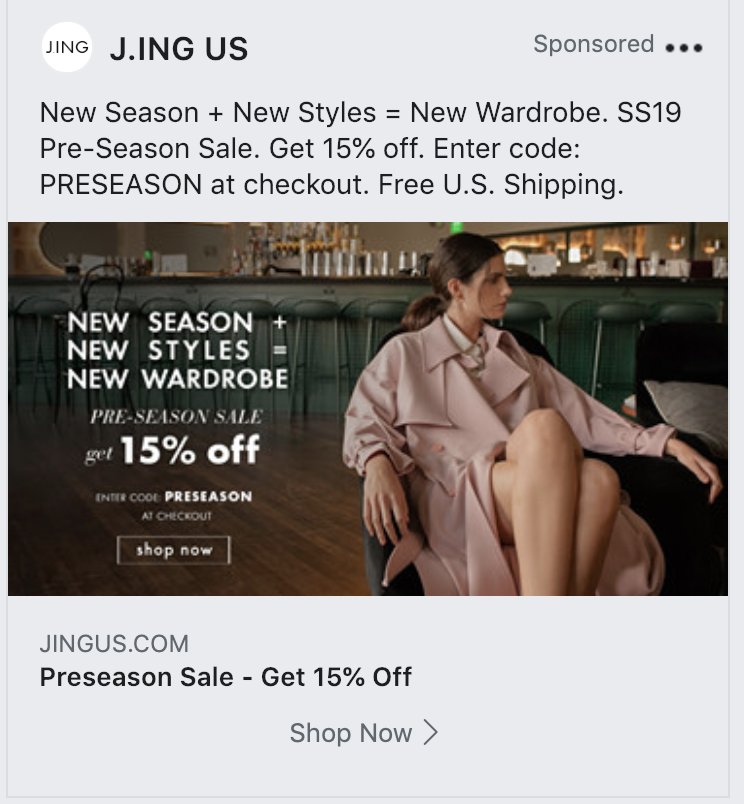 J.ING
J.ING US
Sponsored
New Season + New Styles = New Wardrobe. SS19
Pre-Season Sale. Get 15% off. Enter code:
PRESEASON at checkout. Free U.S. Shipping.
NEW SEASON +
NEW STYLES =
NEW WARDROBE
PRE-SEASON SALE
get 15% off
ENTER CODE: PRESEASON
AT CHECKOUT
shop now
JINGUS.COM
Preseason Sale - Get 15% Off
Shop Now